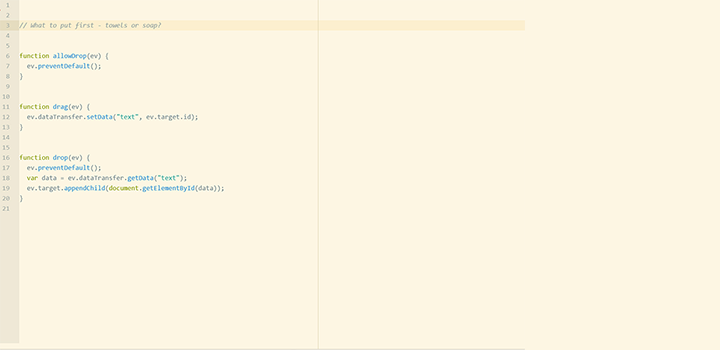 1
2
3 // What to put first - towels or soap?
4
5
6 function allowDrop(ev) {
7   ev.preventDefault();
8 }
9
10
11 function drag(ev) {
12   ev.dataTransfer.setData("text", ev.target.id);
13 }
14
15
16 function drop(ev) {
17   ev.preventDefault();
18   var data = ev.dataTransfer.getData("text");
19   ev.target.appendChild(document.getElementById(data));
20 }
21